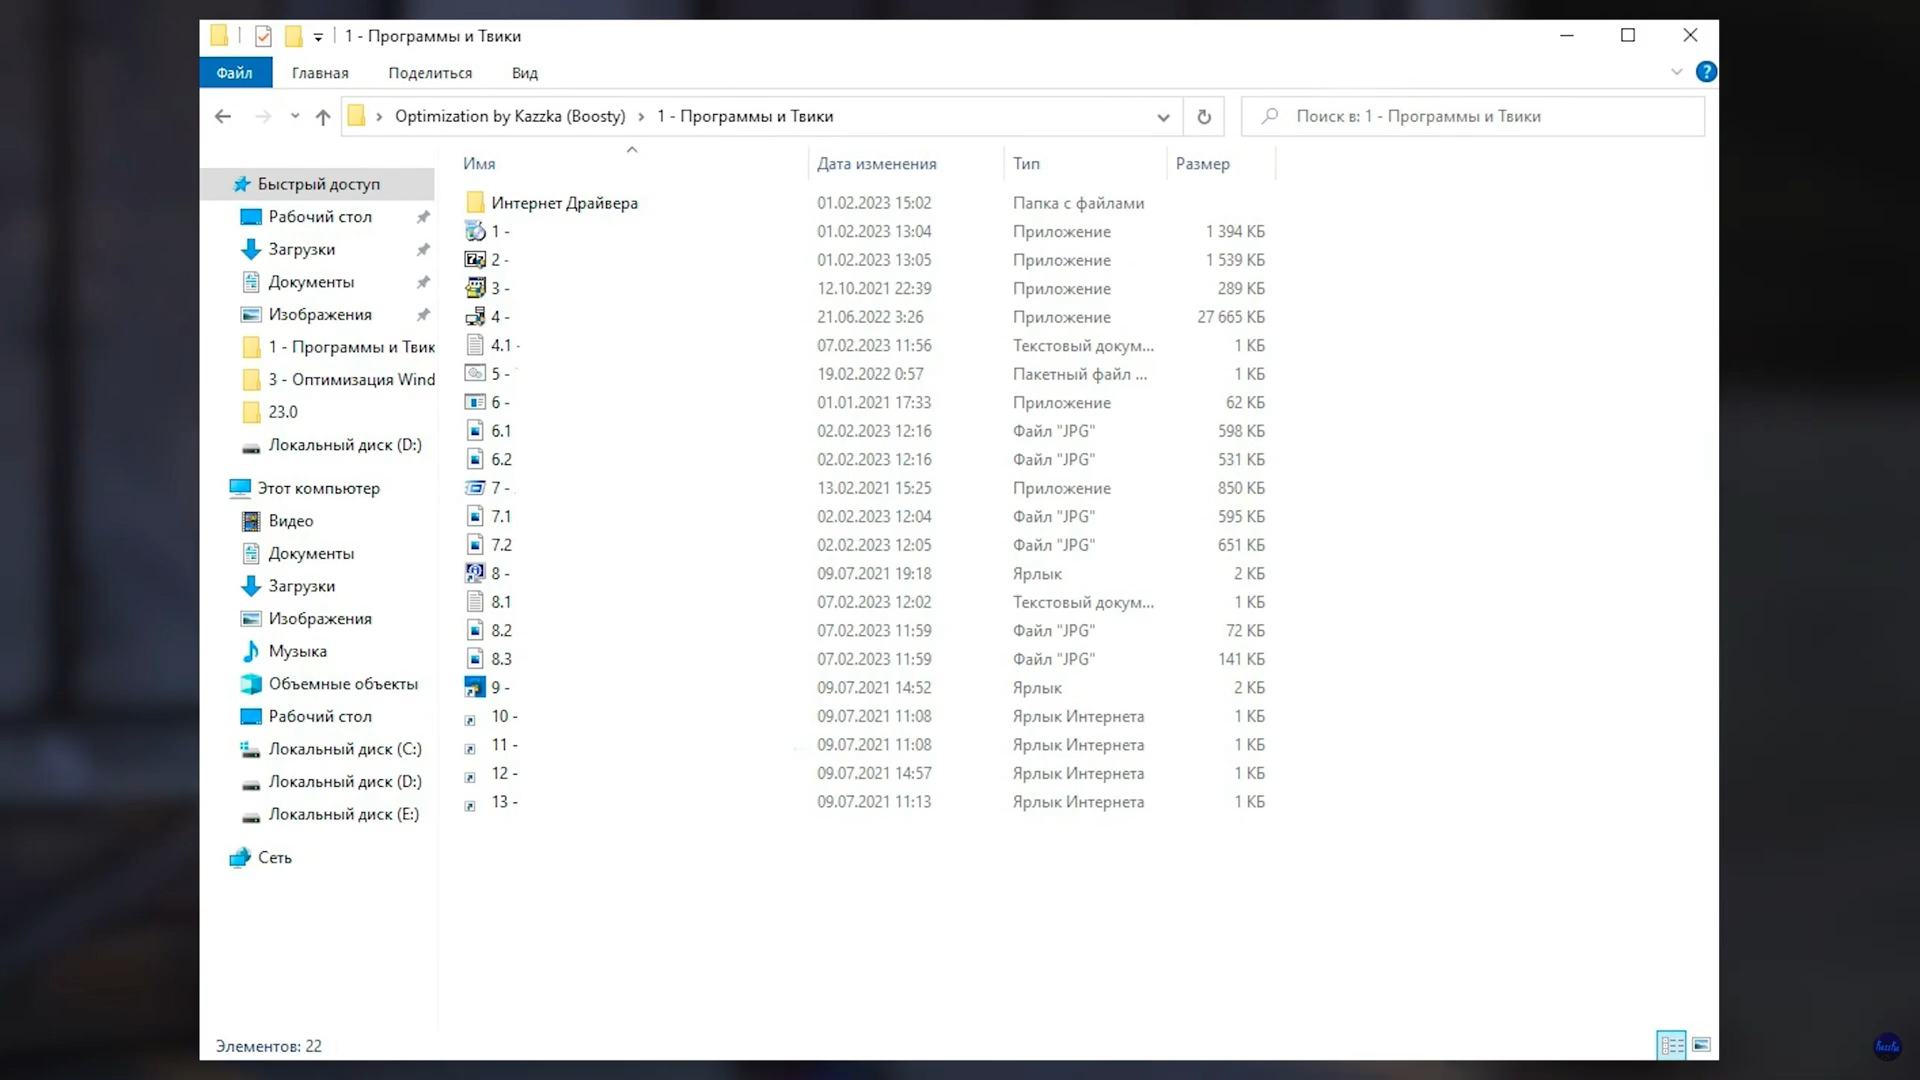 1 - Программы и Твики
Файл Главная Поделиться Вид
Optimization by Kazzka (Boosty) › 1 - Программы и Твики
Поиск в: 1 - Программы и Твики
Быстрый доступ
Рабочий стол
Загрузки
Документы
Изображения
1 - Программы и Твик
3 - Оптимизация Wind
23.0
Локальный диск (D:)
Этот компьютер
Видео
Документы
Загрузки
Изображения
Музыка
Объемные объекты
Рабочий стол
Локальный диск (C:)
Локальный диск (D:)
Локальный диск (E:)
Сеть
Имя Дата изменения Тип Размер
Интернет Драйвера 01.02.2023 15:02 Папка с файлами
1 - 01.02.2023 13:04 Приложение 1 394 КБ
2 - 01.02.2023 13:05 Приложение 1 539 КБ
3 - 12.10.2021 22:39 Приложение 289 КБ
4 - 21.06.2022 3:26 Приложение 27 665 КБ
4.1 - 07.02.2023 11:56 Текстовый докум... 1 КБ
5 - 19.02.2022 0:57 Пакетный файл ... 1 КБ
6 - 01.01.2021 17:33 Приложение 62 КБ
6.1 02.02.2023 12:16 Файл "JPG" 598 КБ
6.2 02.02.2023 12:16 Файл "JPG" 531 КБ
7 - 13.02.2021 15:25 Приложение 850 КБ
7.1 02.02.2023 12:04 Файл "JPG" 595 КБ
7.2 02.02.2023 12:05 Файл "JPG" 651 КБ
8 - 09.07.2021 19:18 Ярлык 2 КБ
8.1 07.02.2023 12:02 Текстовый докум... 1 КБ
8.2 07.02.2023 11:59 Файл "JPG" 72 КБ
8.3 07.02.2023 11:59 Файл "JPG" 141 КБ
9 - 09.07.2021 14:52 Ярлык 2 КБ
10 - 09.07.2021 11:08 Ярлык Интернета 1 КБ
11 - 09.07.2021 11:08 Ярлык Интернета 1 КБ
12 - 09.07.2021 14:57 Ярлык Интернета 1 КБ
13 - 09.07.2021 11:13 Ярлык Интернета 1 КБ
Элементов: 22